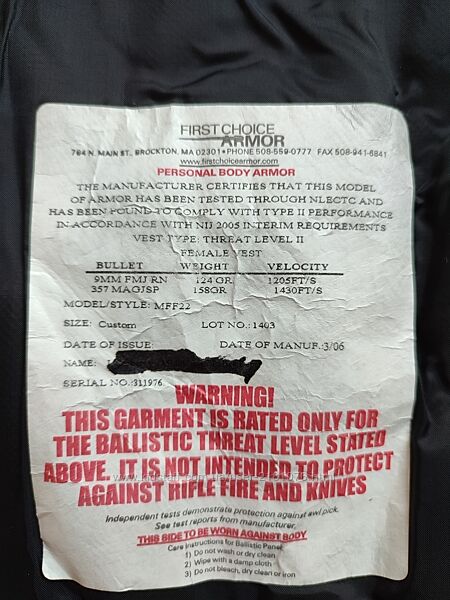 FIRST CHOICE
ARMOR
764 N. MAIN ST. BROCKTON, MA 02301•PHONE 508-559-0777 FAX 508-941-6841
www.firstchoicearmor.com
PERSONAL BODY ARMOR
THE MANUFACTURER CERTIFIES THAT THIS MODEL
OF ARMOR HAS BEEN TESTED THROUGH NLECTC AND
HAS BEEN FOUND TO COMPLY WITH TYPE II PERFORMANCE
IN ACCORDANCE WITH NIJ 2005 INTERIM REQUIREMENTS
VEST TYPE: THREAT LEVEL II
FEMALE VEST
BULLET WEIGHT VELOCITY
9MM FMJ RN 124 GR 1205FT/S
357 MAGJSP 158GR 1430FT/S
MODEL/STYLE: MFF22
SIZE: Custom LOT NO.: 1403
DATE OF ISSUE: DATE OF MANUF.:3/06
NAME:
SERIAL NO.:311976
WARNING!
THIS GARMENT IS RATED ONLY FOR
THE BALLISTIC THREAT LEVEL STATED
ABOVE. IT IS NOT INTENDED TO PROTECT
AGAINST RIFLE FIRE AND KNIVES
Independent tests demonstrate protection against awl pick.
See test reports from manufacturer.
THIS SIDE TO BE WORN AGAINST BODY
Care Instructions for Ballistic Panel:
1) Do not wash or dry clean
2) Wipe with a damp cloth
3) Do not bleach, dry clean or iron